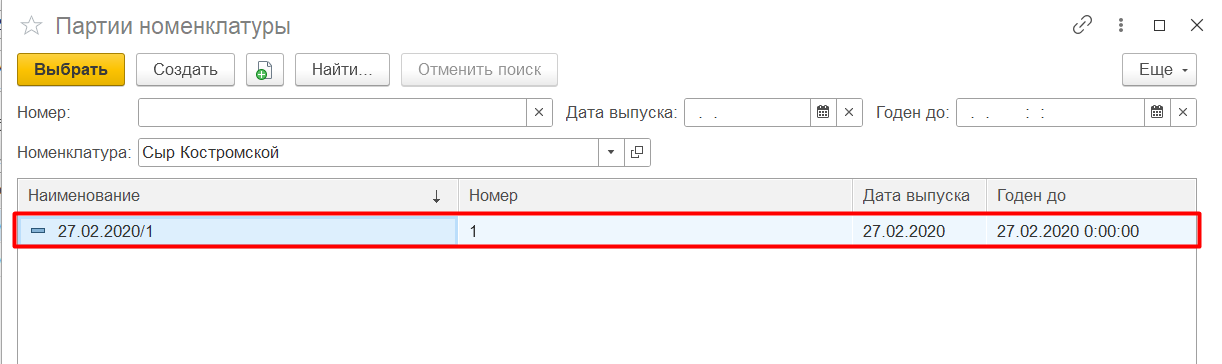 Партии номенклатуры
Выбрать Создать Найти... Отменить поиск Еще
Номер: Дата выпуска: . . Годен до: . . : :
Номенклатура: Сыр Костромской
Наименование ↓ Номер Дата выпуска Годен до
27.02.2020/1 1 27.02.2020 27.02.2020 0:00:00